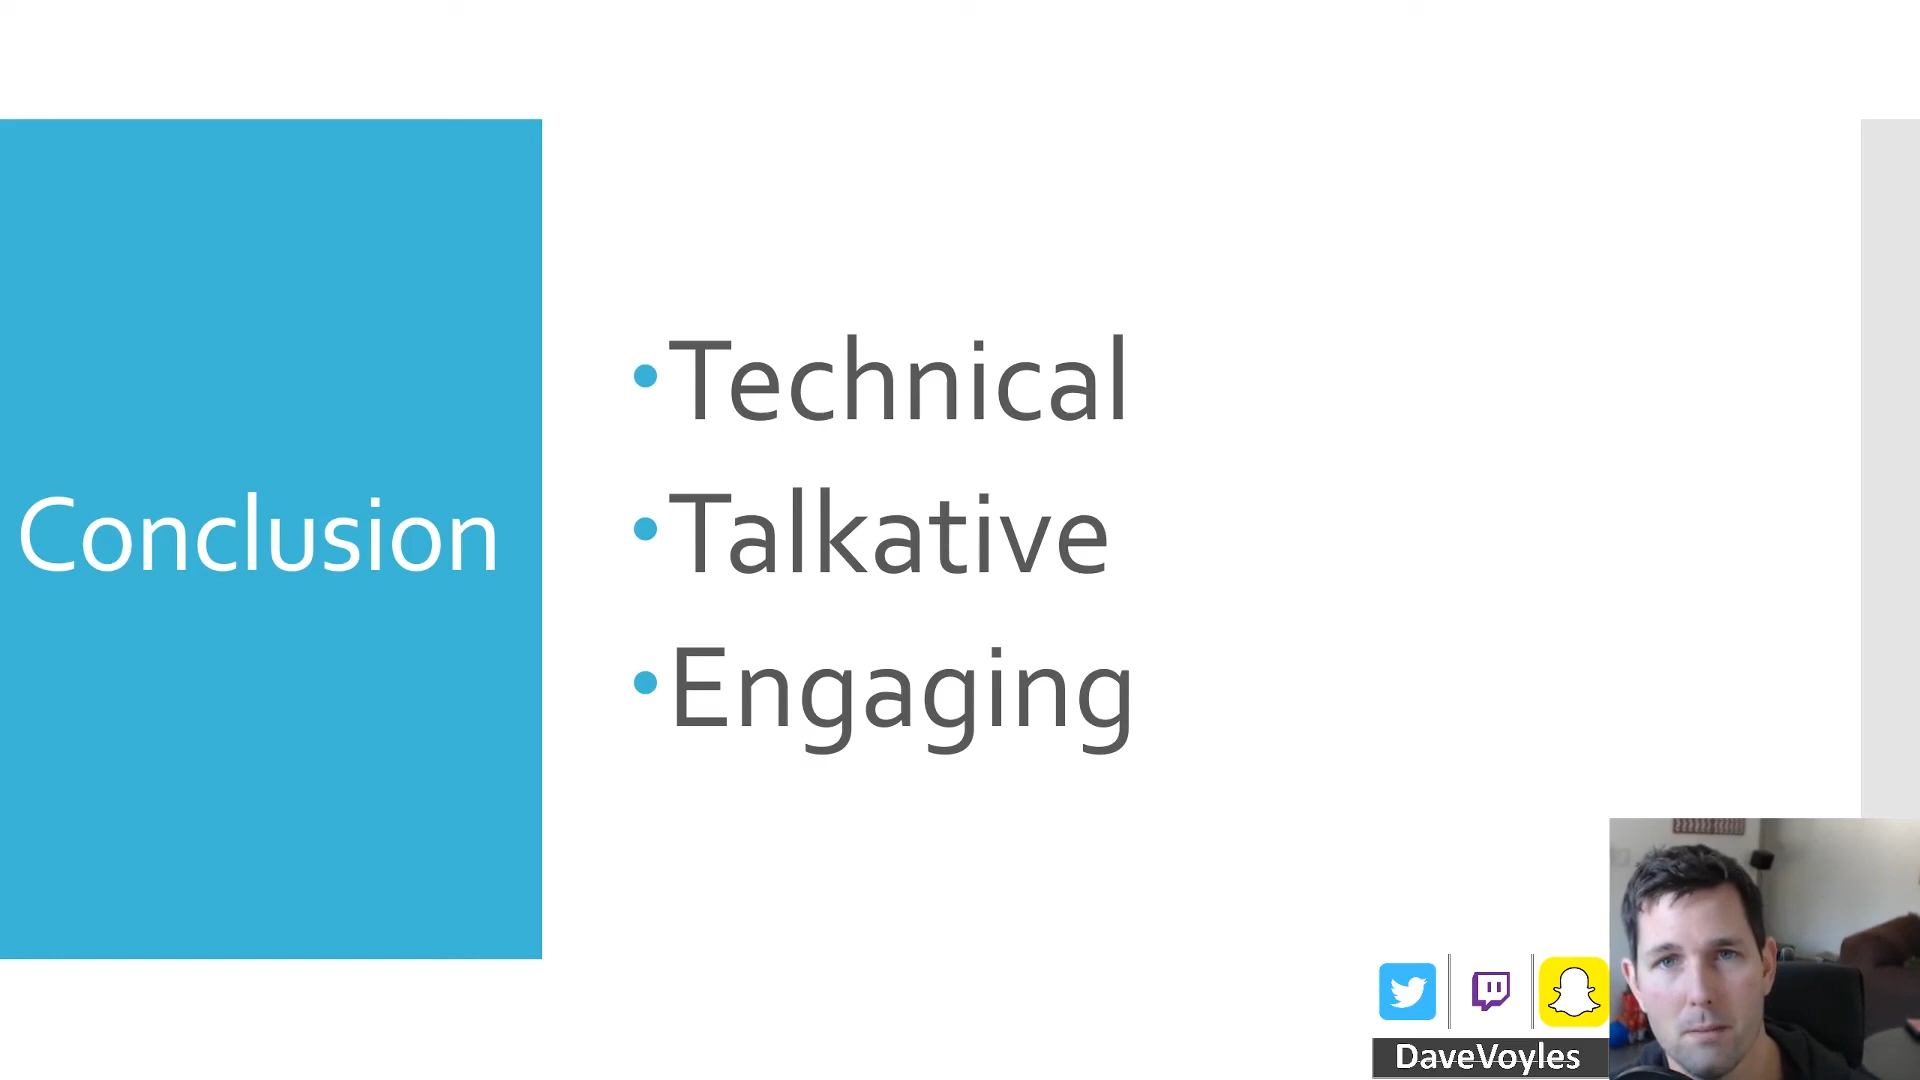 Conclusion
•Technical
•Talkative
•Engaging
DaveVoyles